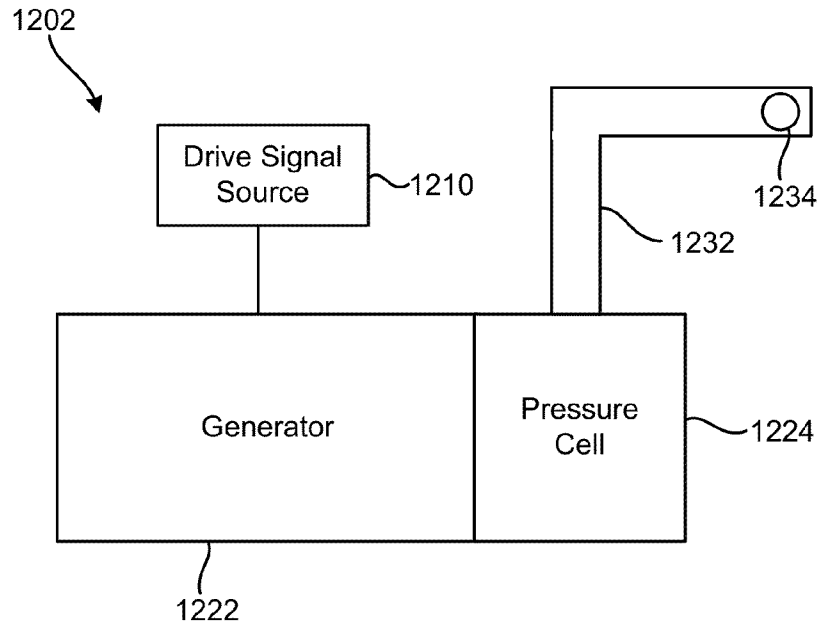 1202
Drive Signal
Source
1210
1234
1232
Generator
Pressure
Cell
1224
1222